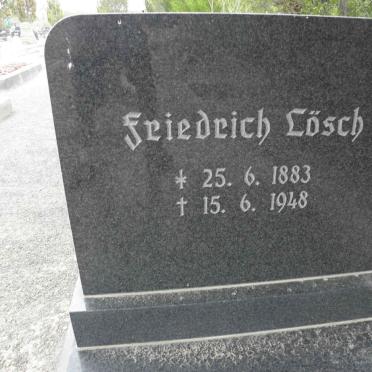 Friedrich Lösch
* 25. 6. 1883
† 15. 6. 1948